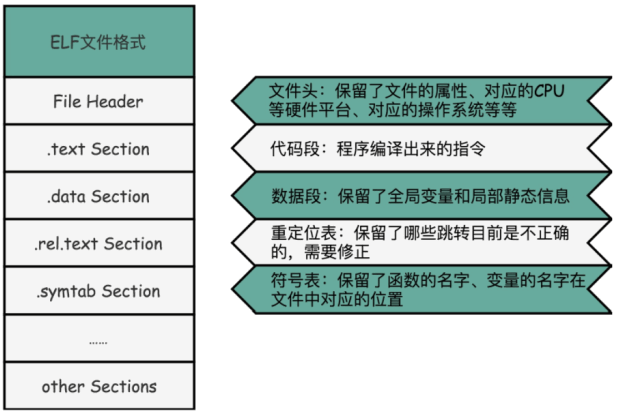 ELF文件格式
File Header
.text Section
.data Section
.rel.text Section
.symtab Section
......
other Sections
文件头：保留了文件的属性、对应的CPU
等硬件平台、对应的操作系统等等
代码段：程序编译出来的指令
数据段：保留了全局变量和局部静态信息
重定位表：保留了哪些跳转目前是不正确
的，需要修正
符号表：保留了函数的名字、变量的名字在
文件中对应的位置